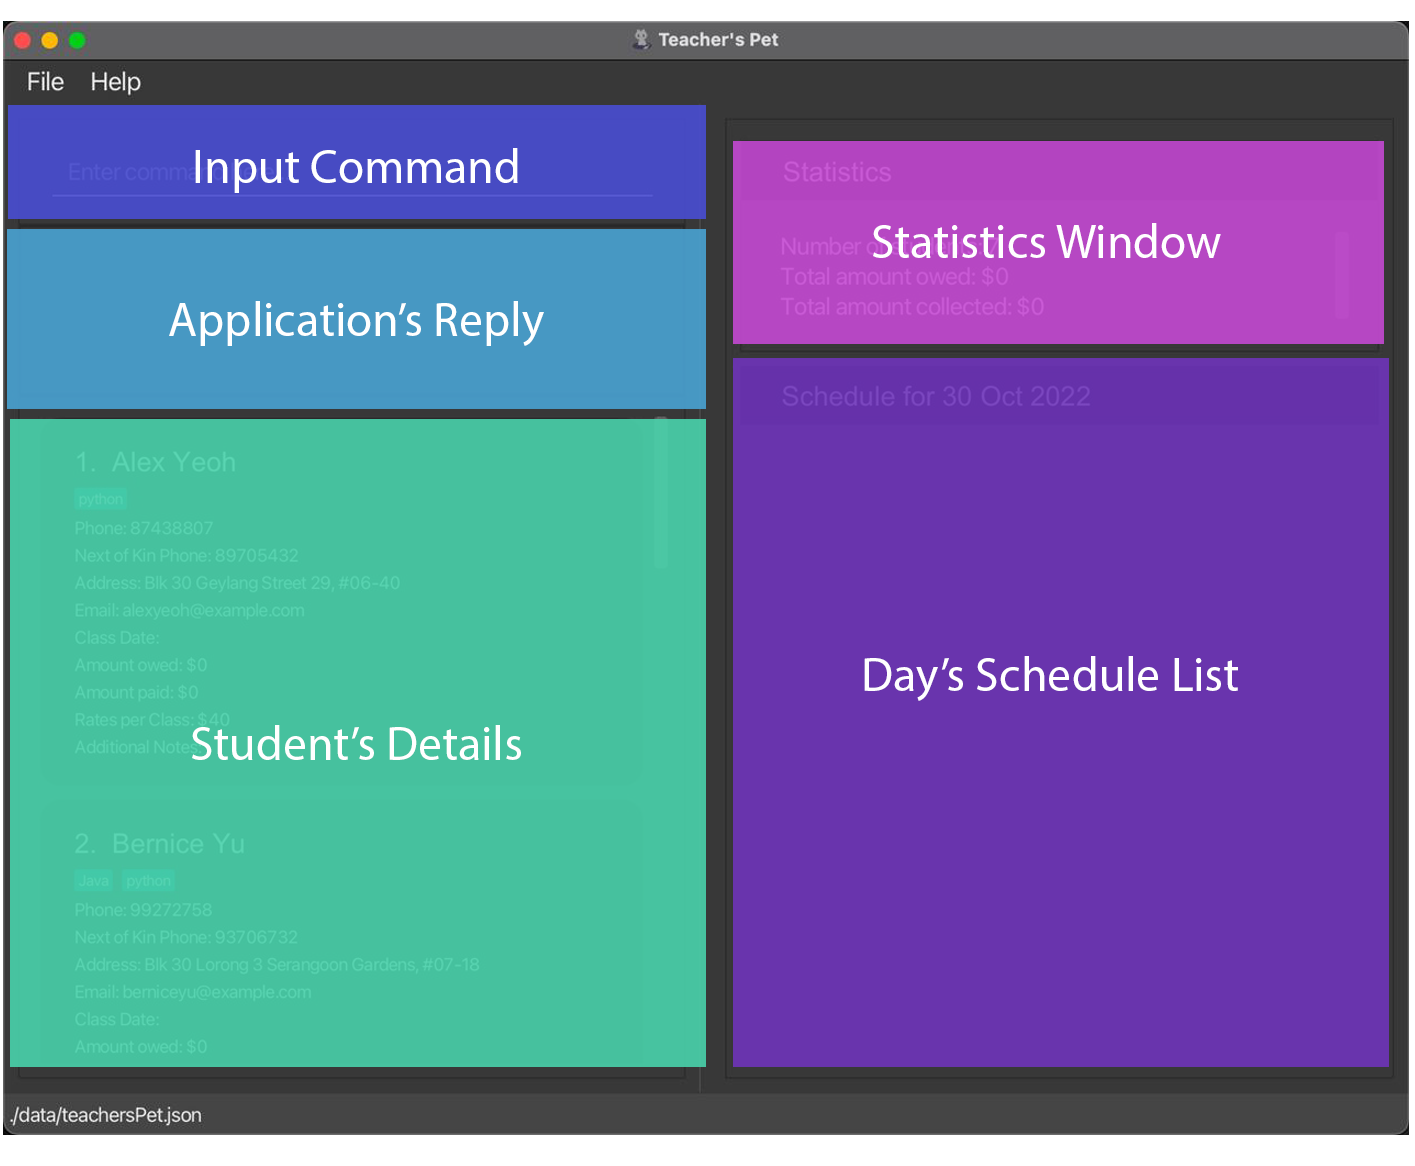 Teacher's Pet
File Help
Input Command
Enter comman
Application's Reply
1. Alex Yeoh
python
Phone: 87438807
Next of Kin Phone: 89705432
Address: Blk 30 Geylang Street 29, #06-40
Email: alexyeoh@example.com
Class Date:
Amount owed: $0
Amount paid: $0
Rates per Class: $40
Additional Notes:
Student's Details
2. Bernice Yu
Java python
Phone: 99272758
Next of Kin Phone: 93706732
Address: Blk 30 Lorong 3 Serangoon Gardens, #07-18
Email: berniceyu@example.com
Class Date:
Amount owed: $0
Statistics
Statistics Window
Number of
Total amount owed: $0
Total amount collected: $0
Schedule for 30 Oct 2022
Day's Schedule List
./data/teachersPet.json